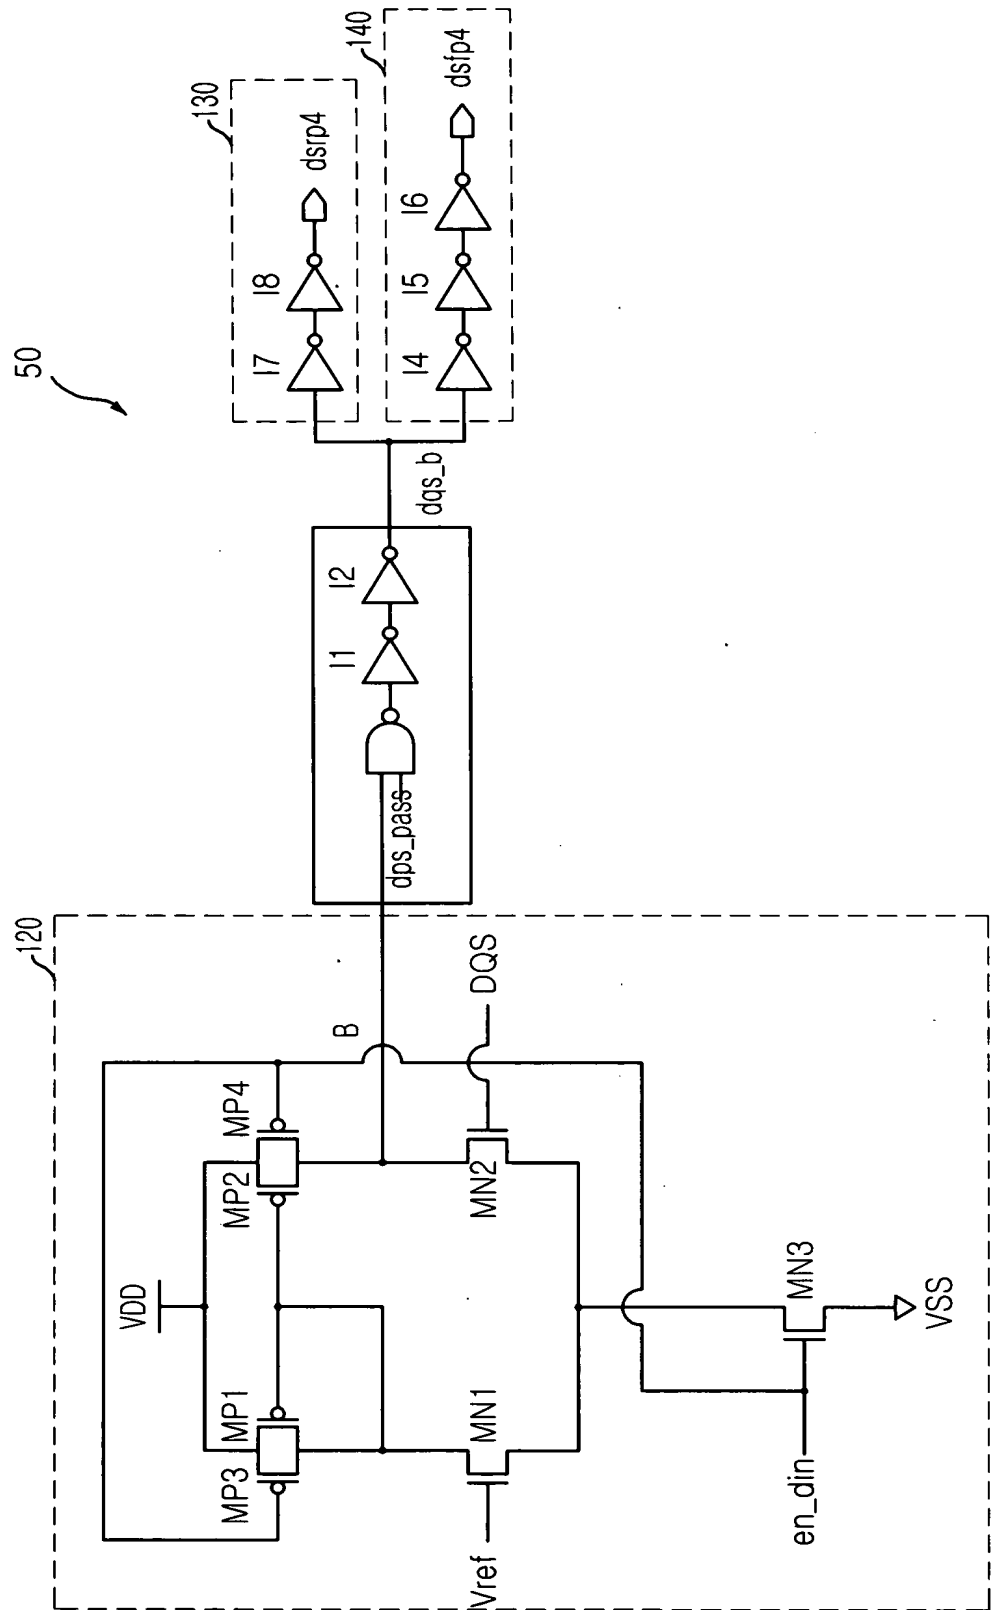 50
130
dsrp4
I7
I8
140
dsfp4
I4
I5
I6
dqs_b
I1
I2
dps_pass
120
B
DQS
VDD
MP3
MP1
MP2
MP4
MN1
MN2
Vref
en_din
MN3
VSS